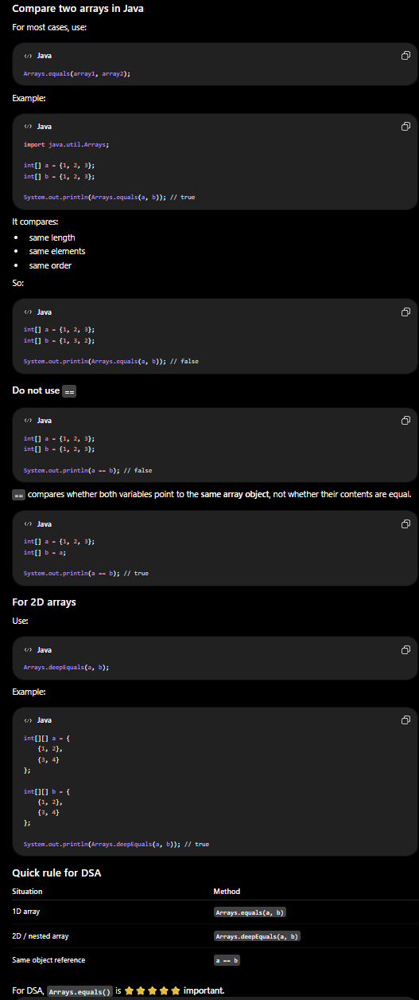 Compare two arrays in Java
For most cases, use:
</> Java
Arrays.equals(array1, array2);
Example:
</> Java
import java.util.Arrays;
int[] a = {1, 2, 3};
int[] b = {1, 2, 3};
System.out.println(Arrays.equals(a, b)); // true
It compares:
• same length
• same elements
• same order
So:
</> Java
int[] a = {1, 2, 3};
int[] b = {1, 3, 2};
System.out.println(Arrays.equals(a, b)); // false
Do not use ==
</> Java
int[] a = {1, 2, 3};
int[] b = {1, 2, 3};
System.out.println(a == b); // false
== compares whether both variables point to the same array object, not whether their contents are equal.
</> Java
int[] a = {1, 2, 3};
int[] b = a;
System.out.println(a == b); // true
For 2D arrays
Use:
</> Java
Arrays.deepEquals(a, b);
Example:
</> Java
int[][] a = {
    {1, 2},
    {3, 4}
};
int[][] b = {
    {1, 2},
    {3, 4}
};
System.out.println(Arrays.deepEquals(a, b)); // true
Quick rule for DSA
Situation Method
1D array Arrays.equals(a, b)
2D / nested array Arrays.deepEquals(a, b)
Same object reference a == b
For DSA, Arrays.equals() is ⭐⭐⭐⭐⭐ important.